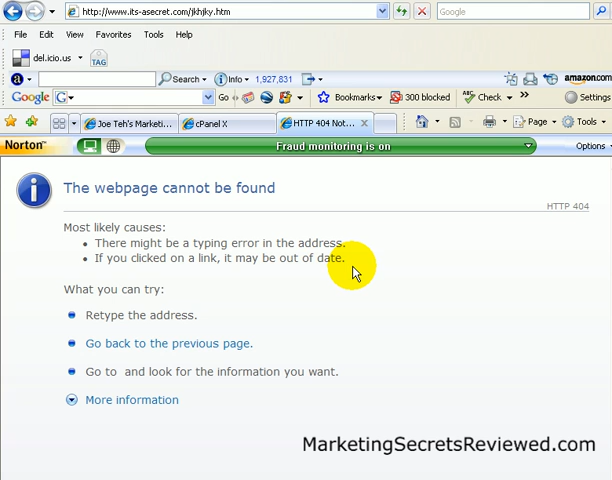 http://www.its-asecret.com/jkhjky.htm
Google
File Edit View Favorites Tools Help
del.icio.us TAG
a Search Info 1,927,831 amazon.com
Google G Go Bookmarks 300 blocked ABC Check » Settings
Joe Teh's Marketi... cPanel X HTTP 404 Not... Page Tools
Norton™ Fraud monitoring is on Options
The webpage cannot be found
HTTP 404
Most likely causes:
There might be a typing error in the address.
If you clicked on a link, it may be out of date.
What you can try:
Retype the address.
Go back to the previous page.
Go to and look for the information you want.
More information
MarketingSecretsReviewed.com